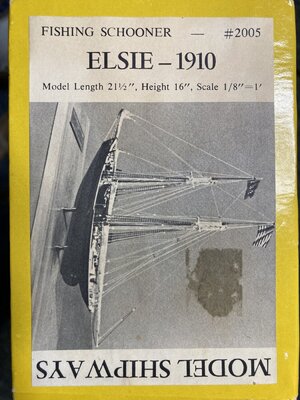 FISHING SCHOONER — #2005
ELSIE – 1910
Model Length 21½", Height 16", Scale 1/8"=1'
MODEL SHIPWAYS